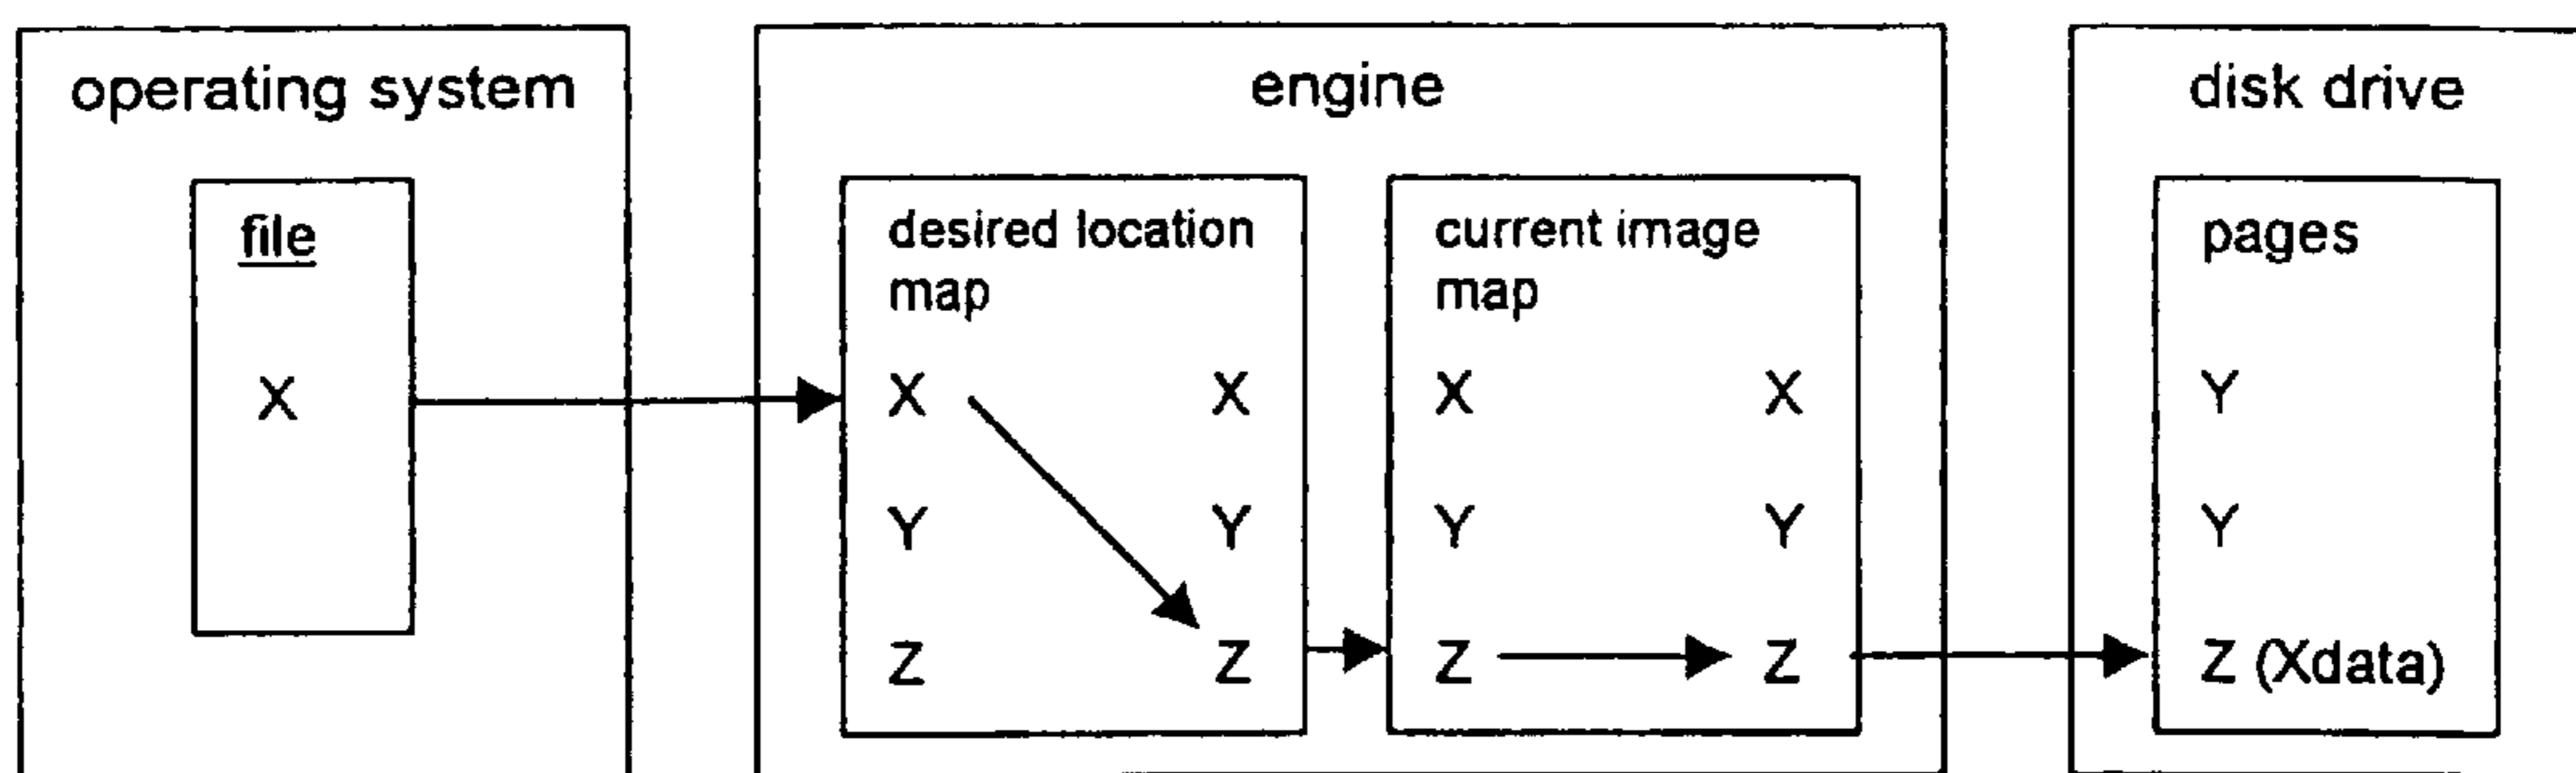 operating system
file
X
engine
desired location
map
X X
Y Y
Z Z
current image
map
X X
Y Y
Z Z
disk drive
pages
Y
Y
Z (Xdata)